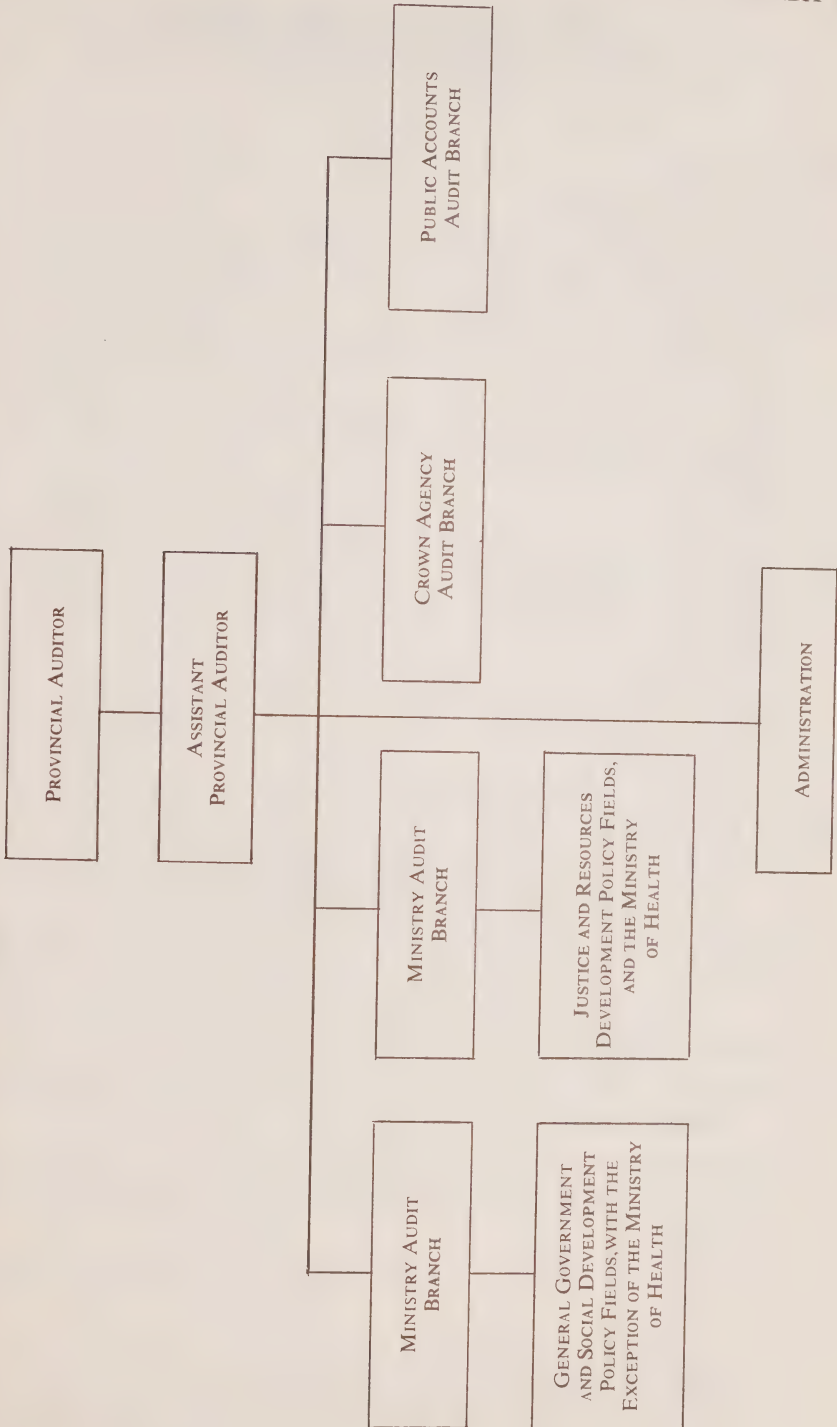 PROVINCIAL AUDITOR
ASSISTANT
PROVINCIAL AUDITOR
MINISTRY AUDIT
BRANCH
MINISTRY AUDIT
BRANCH
CROWN AGENCY
AUDIT BRANCH
PUBLIC ACCOUNTS
AUDIT BRANCH
GENERAL GOVERNMENT
AND SOCIAL DEVELOPMENT
POLICY FIELDS, WITH THE
EXCEPTION OF THE MINISTRY
OF HEALTH
JUSTICE AND RESOURCES
DEVELOPMENT POLICY FIELDS,
AND THE MINISTRY
OF HEALTH
ADMINISTRATION